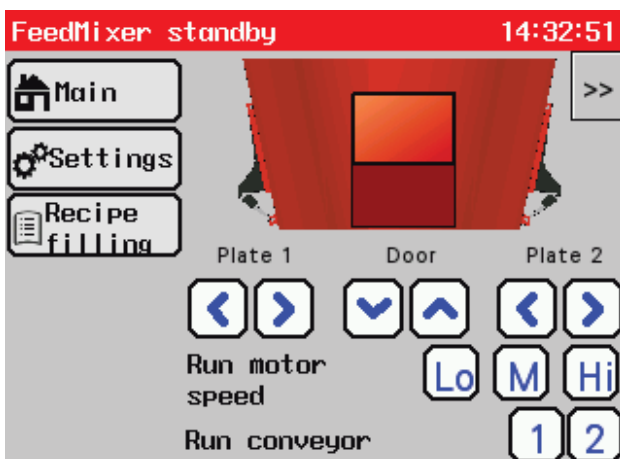 FeedMixer standby 14:32:51
Main
>>
Settings
Recipe
filling
Plate 1 Door Plate 2
Run motor
speed
Lo M Hi
Run conveyor
1 2